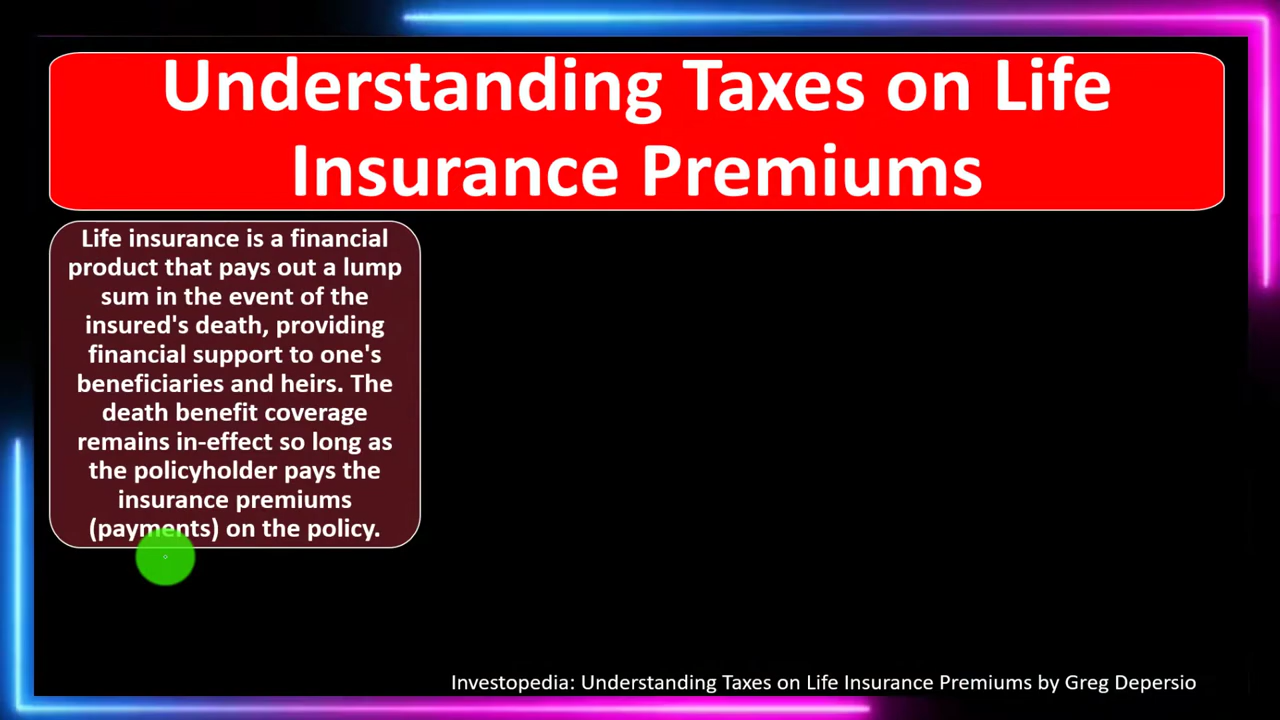 Understanding Taxes on Life
Insurance Premiums
Life insurance is a financial
product that pays out a lump
sum in the event of the
insured's death, providing
financial support to one's
beneficiaries and heirs. The
death benefit coverage
remains in-effect so long as
the policyholder pays the
insurance premiums
(payments) on the policy.
Investopedia: Understanding Taxes on Life Insurance Premiums by Greg Depersio